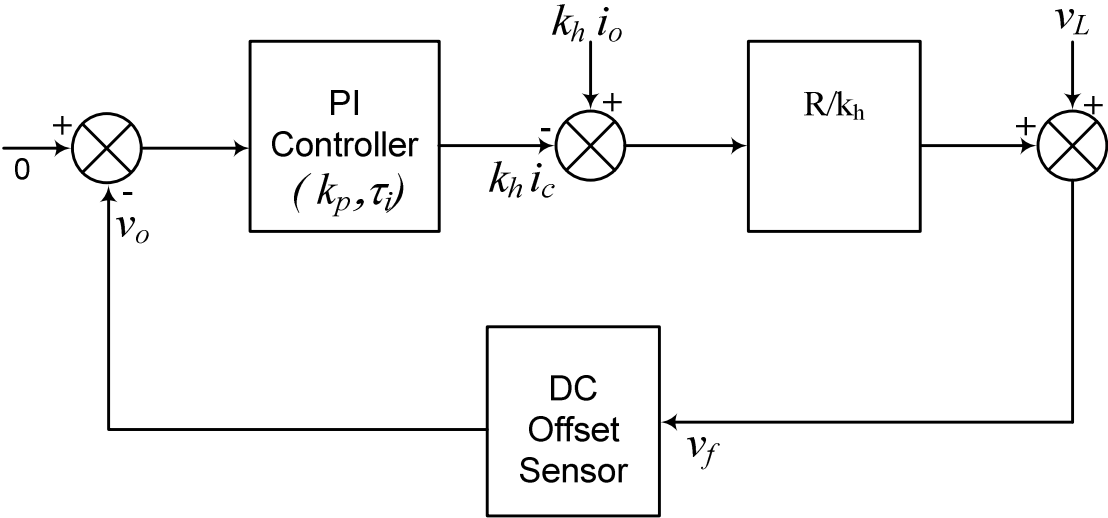 k_h i_o
v_L
+
0
-
v_o
PI
Controller
( k_p , τ_i )
-
k_h i_c
+
R/k_h
+
+
DC
Offset
Sensor
v_f